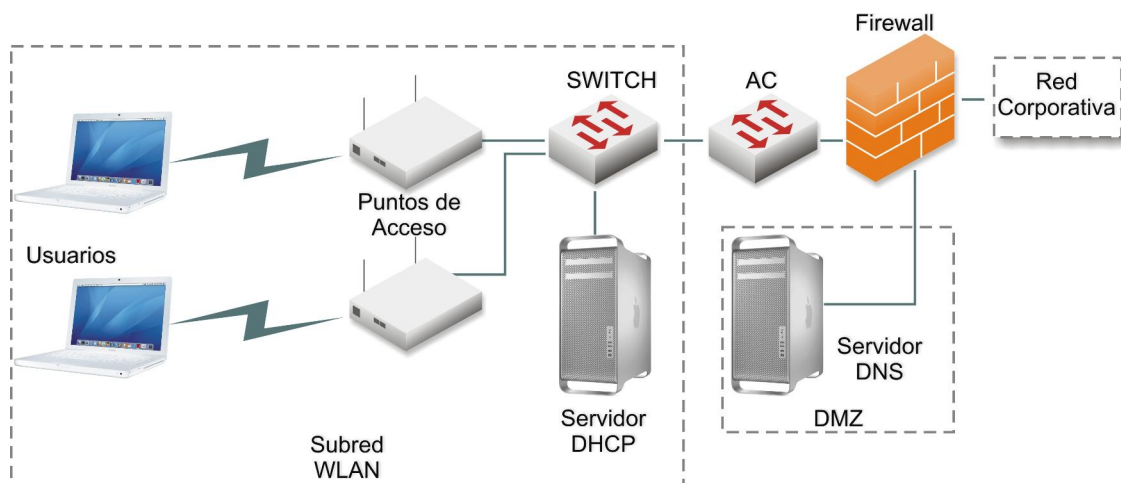 Firewall
SWITCH
AC
Red
Corporativa
Puntos de
Acceso
Usuarios
Servidor
DNS
Servidor
DHCP
DMZ
Subred
WLAN